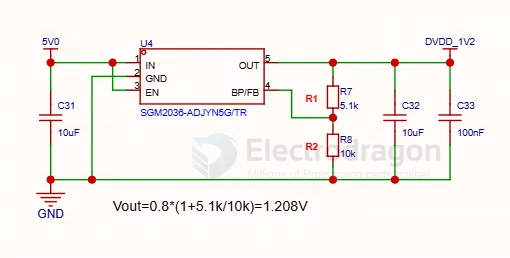 5V0
U4
DVDD_1V2
1 IN
OUT 5
2 GND
3 EN
BP/FB 4
SGM2036-ADJYN5G/TR
C31
10uF
R1
R7
5.1k
R2
R8
10k
C32
10uF
C33
100nF
Electrodragon
GND
Vout=0.8*(1+5.1k/10k)=1.208V